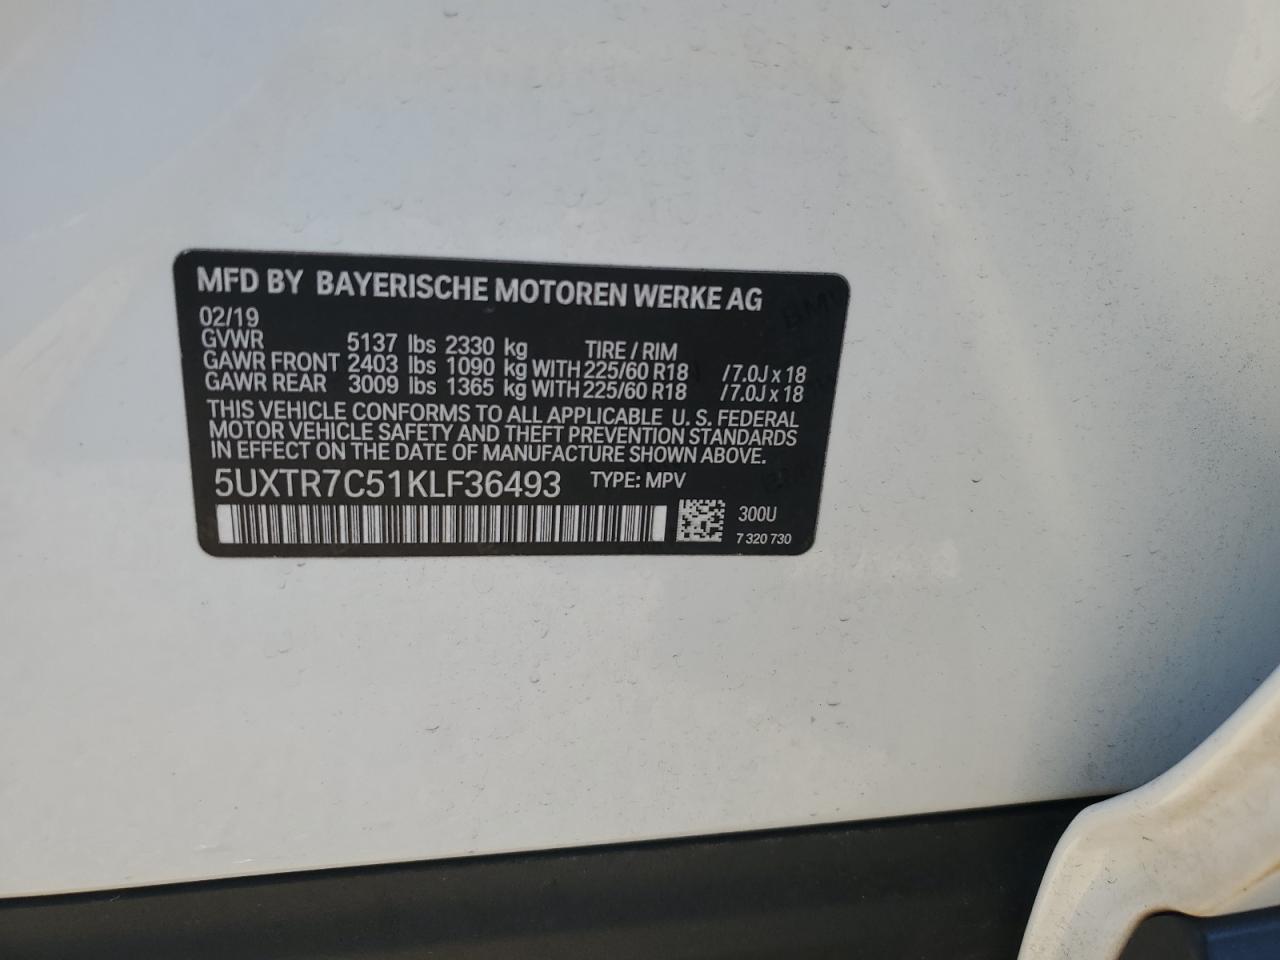 MFD BY BAYERISCHE MOTOREN WERKE AG
02/19
GVWR 5137 lbs 2330 kg TIRE / RIM
GAWR FRONT 2403 lbs 1090 kg WITH 225/60 R18 /7.0J x 18
GAWR REAR 3009 lbs 1365 kg WITH 225/60 R18 /7.0J x 18
THIS VEHICLE CONFORMS TO ALL APPLICABLE U. S. FEDERAL
MOTOR VEHICLE SAFETY AND THEFT PREVENTION STANDARDS
IN EFFECT ON THE DATE OF MANUFACTURE SHOWN ABOVE.
5UXTR7C51KLF36493 TYPE: MPV
300U
7 320 730